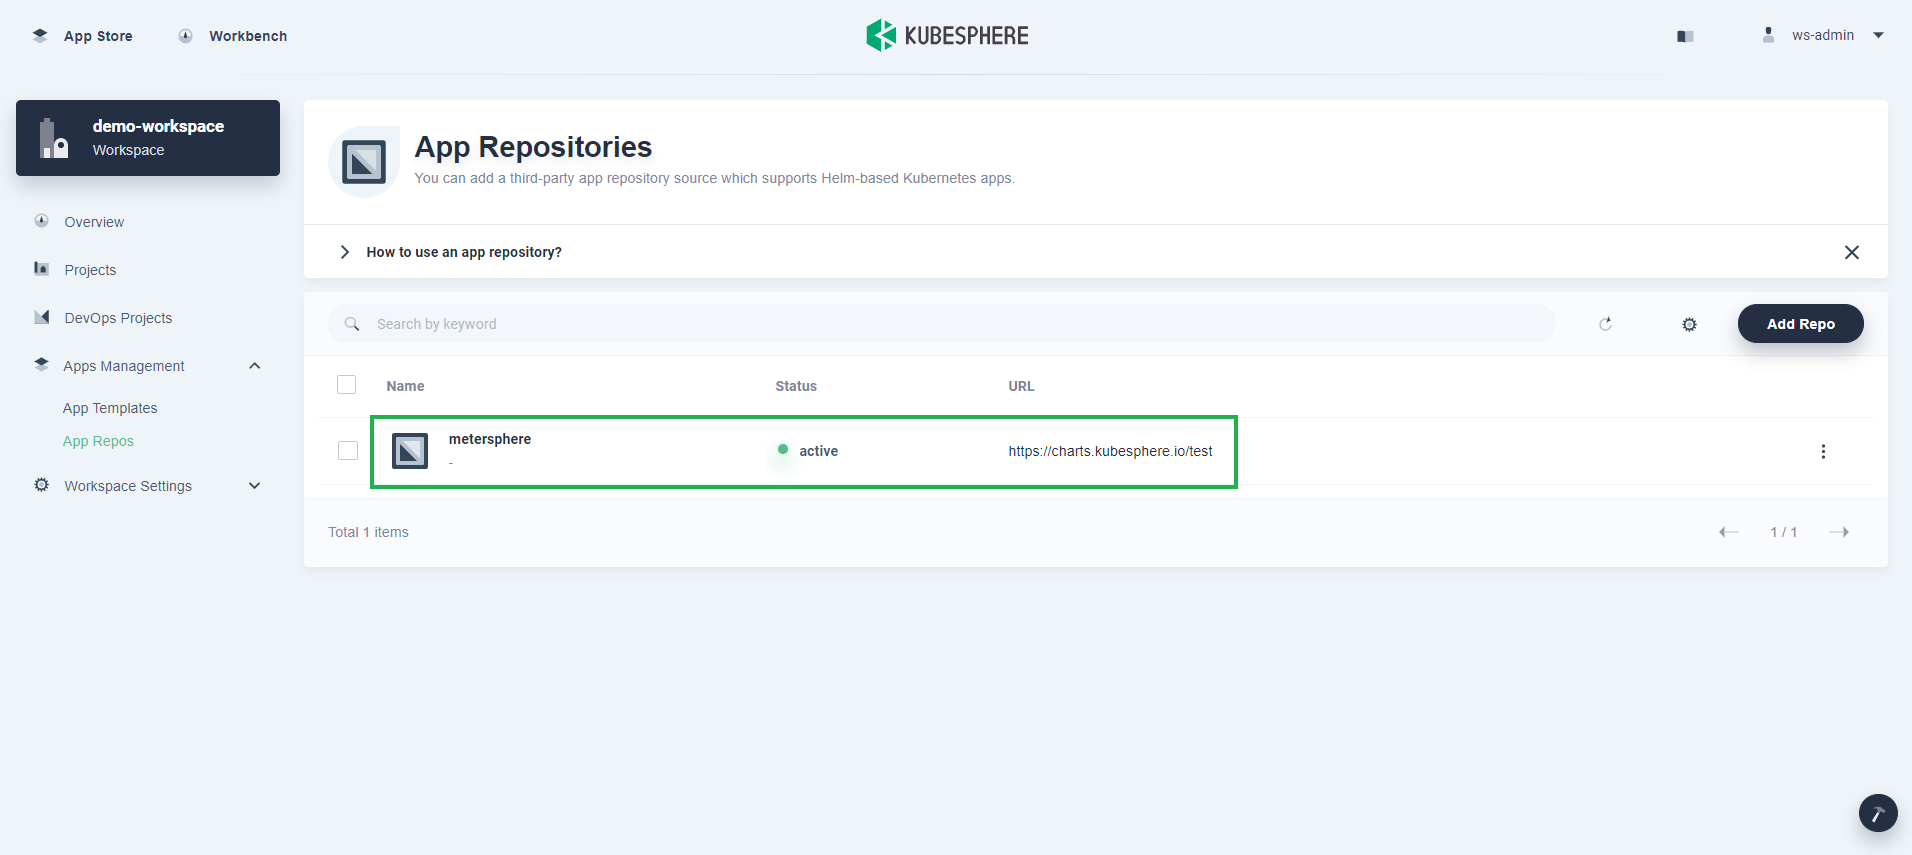 App Store
Workbench
KUBESPHERE
ws-admin
demo-workspace
Workspace
Overview
Projects
DevOps Projects
Apps Management
App Templates
App Repos
Workspace Settings
App Repositories
You can add a third-party app repository source which supports Helm-based Kubernetes apps.
How to use an app repository?
Search by keyword
Add Repo
Name Status URL
metersphere
-
active
https://charts.kubesphere.io/test
Total 1 items
1 / 1